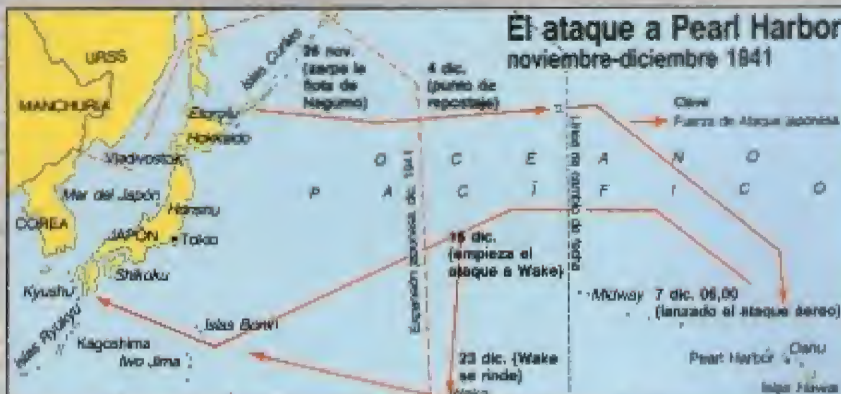 El ataque a Pearl Harbor
noviembre-diciembre 1941
URSS
MANCHURIA
Islas Curiles
26 nov.
(zarpa la
flota de
Nagumo)
4 dic.
(punto de
repostaje)
Clave
Fuerza de Ataque japonesa
Etorofu
Hokkaido
Vladivostok
OCEANO
PACÍFICO
Mar del Japón
Honshu
COREA
JAPÓN
Tokio
Expansión japonesa, dic. 1941
Línea de cambio de fecha
Shikoku
Kyushu
Islas Ryukyu
Kagoshima
Iwo Jima
Islas Bonin
16 dic.
(empieza el
ataque a Wake)
Midway
7 dic. 06,00
(lanzado el ataque aéreo)
23 dic. (Wake
se rinde)
Wake
Pearl Harbor
Oahu
Islas Hawai